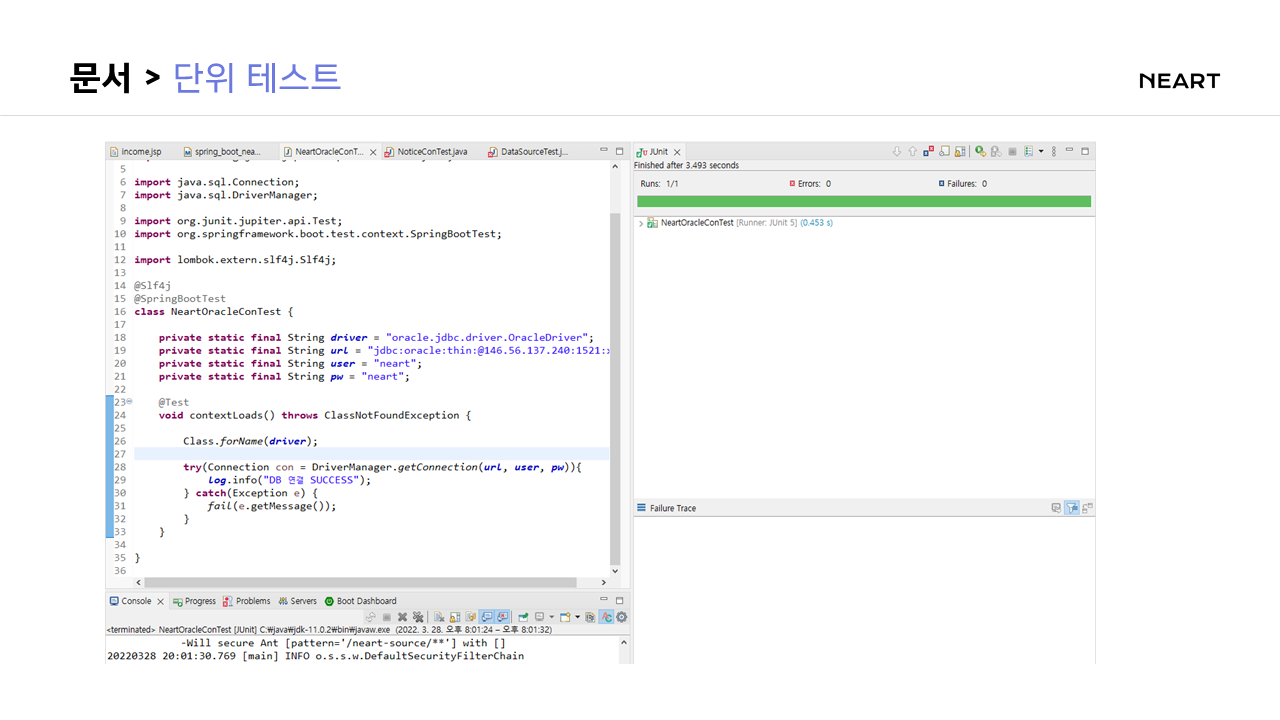 문서 > 단위 테스트
NEART
income.jsp
spring_boot_nea...
NeartOracleConT...
NoticeConTest.java
DataSourceTest.j...
5
6 import java.sql.Connection;
7 import java.sql.DriverManager;
8
9 import org.junit.jupiter.api.Test;
10 import org.springframework.boot.test.context.SpringBootTest;
11
12 import lombok.extern.slf4j.Slf4j;
13
14 @Slf4j
15 @SpringBootTest
16 class NeartOracleConTest {
17
18 private static final String driver = "oracle.jdbc.driver.OracleDriver";
19 private static final String url = "jdbc:oracle:thin:@146.56.137.240:1521:
20 private static final String user = "neart";
21 private static final String pw = "neart";
22
23 @Test
24 void contextLoads() throws ClassNotFoundException {
25
26 Class.forName(driver);
27
28 try(Connection con = DriverManager.getConnection(url, user, pw)){
29 log.info("DB 연결 SUCCESS");
30 } catch(Exception e) {
31 fail(e.getMessage());
32 }
33 }
34
35 }
36
JUnit
Finished after 3.493 seconds
Runs: 1/1
Errors: 0
Failures: 0
NeartOracleConTest [Runner: JUnit 5] (0.453 s)
Failure Trace
Console
Progress
Problems
Servers
Boot Dashboard
<terminated> NeartOracleConTest [JUnit] C:₩java₩jdk-11.0.2₩bin₩javaw.exe (2022. 3. 28. 오후 8:01:24 – 오후 8:01:32)
-Will secure Ant [pattern='/neart-source/**'] with []
20220328 20:01:30.769 [main] INFO o.s.s.w.DefaultSecurityFilterChain